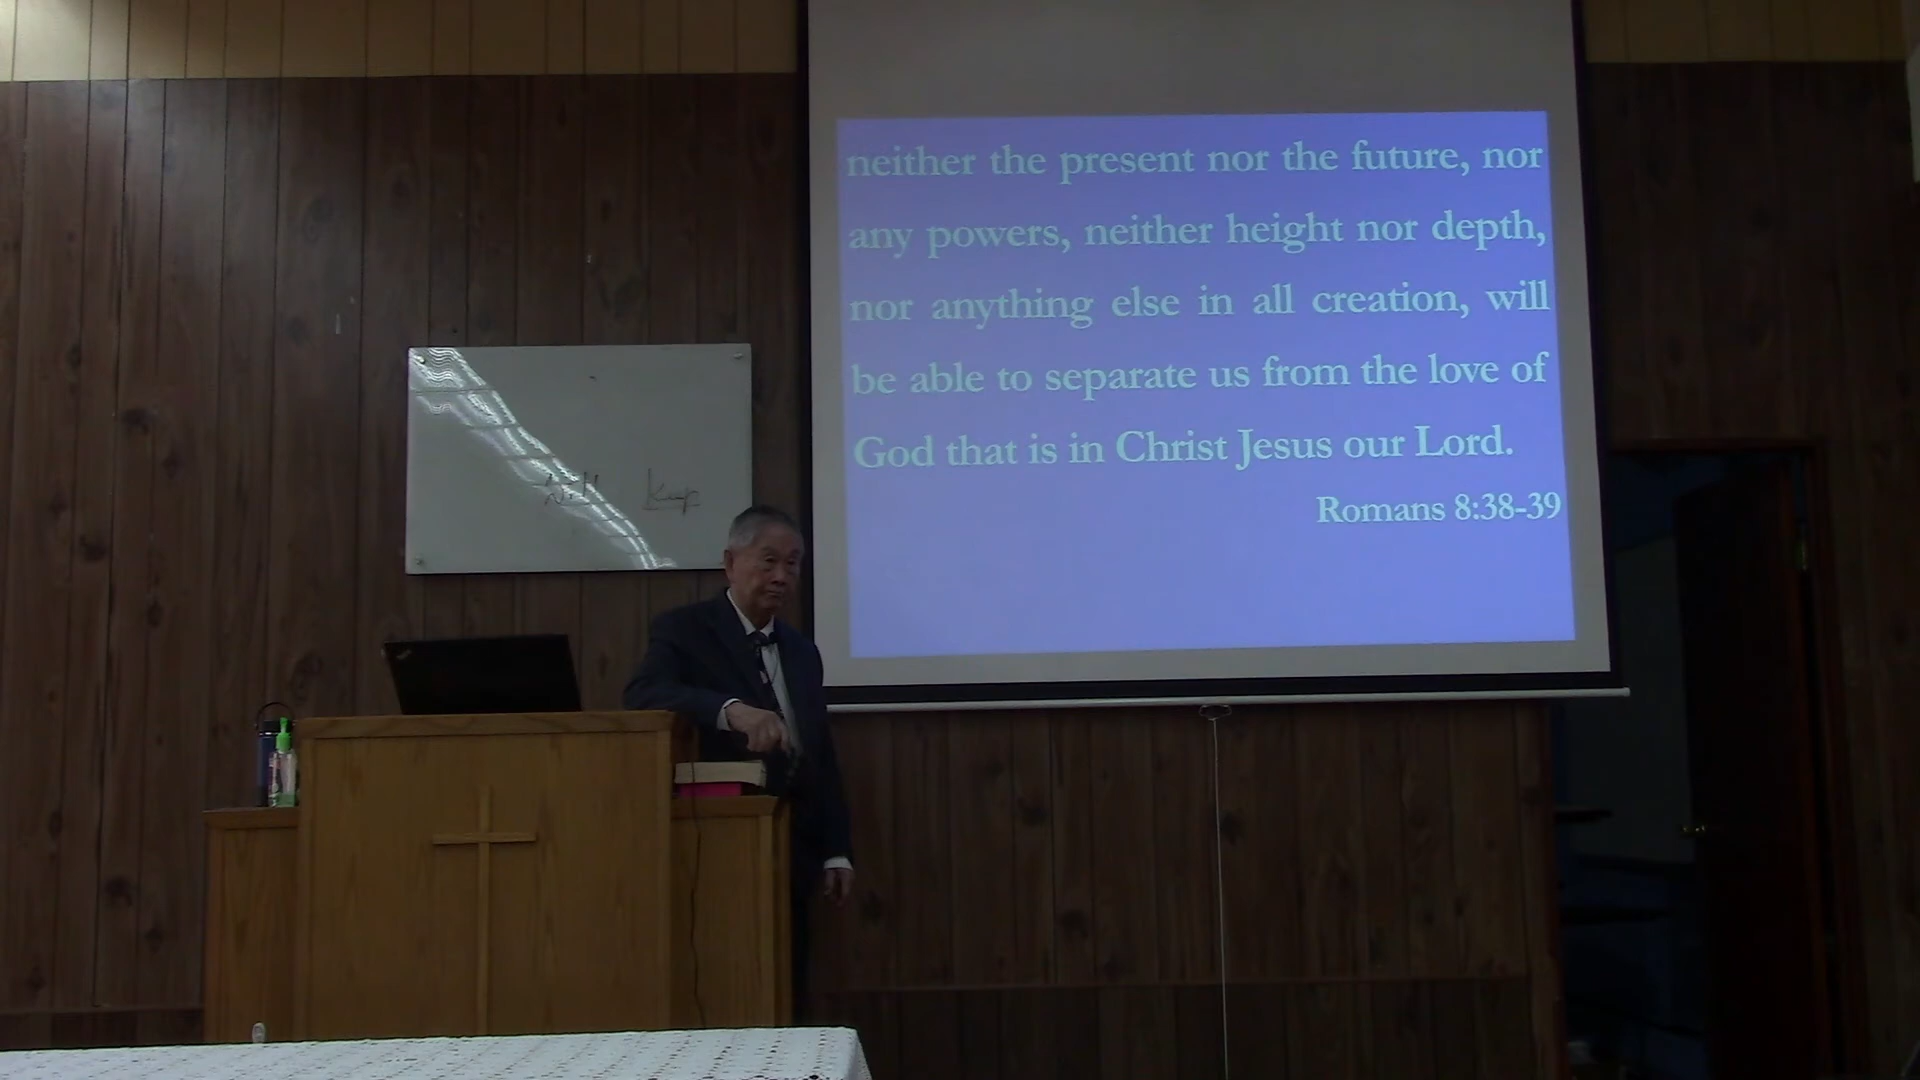 neither the present nor the future, nor
any powers, neither height nor depth,
nor anything else in all creation, will
be able to separate us from the love of
God that is in Christ Jesus our Lord.
Romans 8:38-39